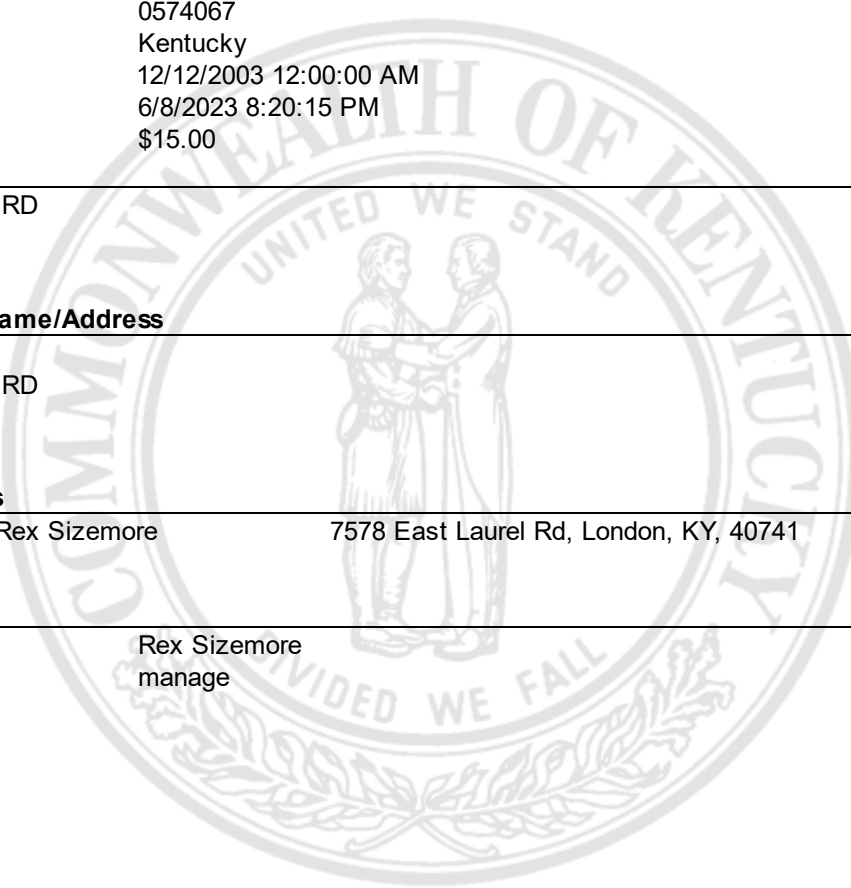 0574067
Kentucky
12/12/2003 12:00:00 AM
6/8/2023 8:20:15 PM
$15.00
RD
ame/Address
RD
s
Rex Sizemore 7578 East Laurel Rd, London, KY, 40741
Rex Sizemore
manage
COMMONWEALTH OF KENTUCKY
UNITED WE STAND
DIVIDED WE FALL